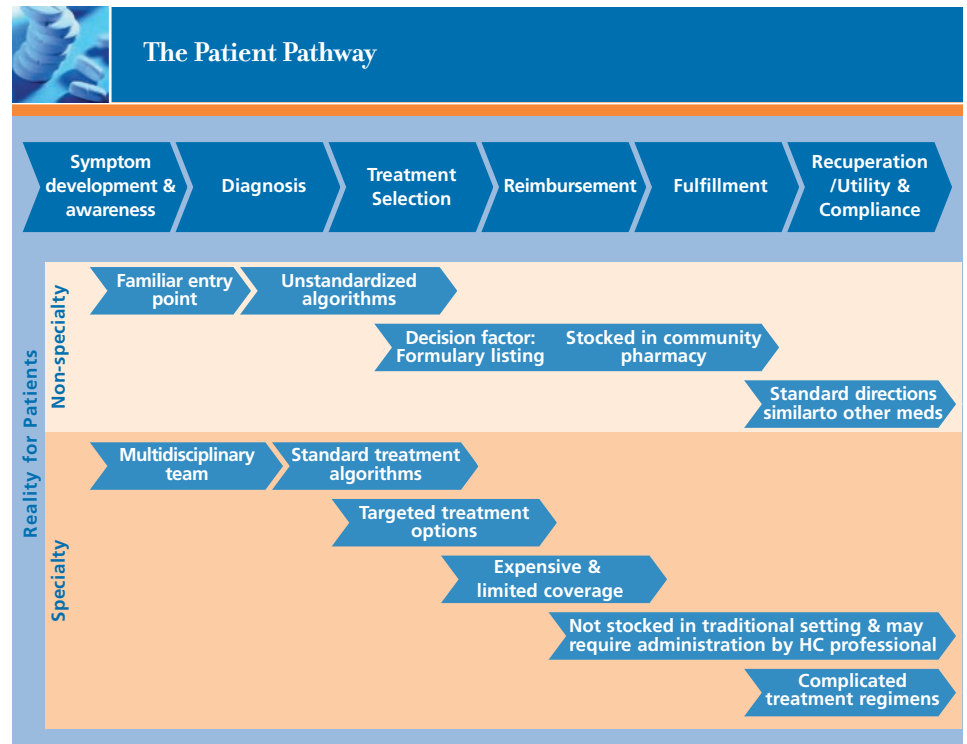 The Patient Pathway
Symptom
development &
awareness
Diagnosis
Treatment
Selection
Reimbursement
Fulfillment
Recuperation
/Utility &
Compliance
Reality for Patients
Non-specialty
Familiar entry
point
Unstandardized
algorithms
Decision factor:
Formulary listing
Stocked in community
pharmacy
Standard directions
similarto other meds
Specialty
Multidisciplinary
team
Standard treatment
algorithms
Targeted treatment
options
Expensive &
limited coverage
Not stocked in traditional setting & may
require administration by HC professional
Complicated
treatment regimens